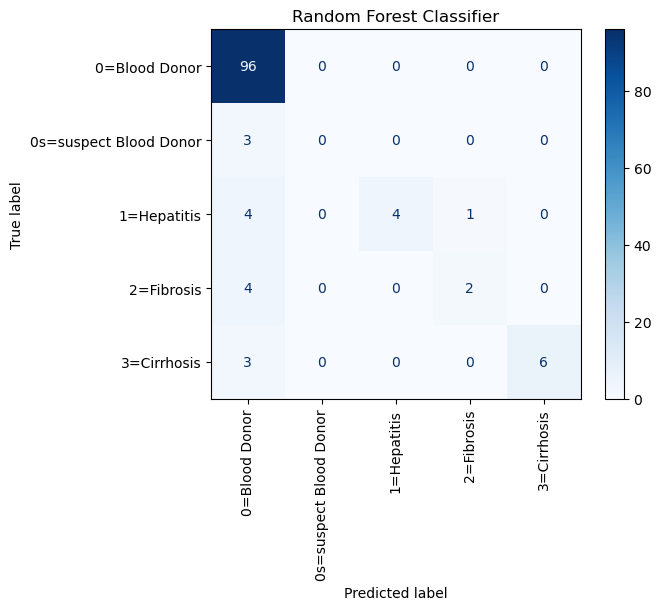 Random Forest Classifier
True label
0=Blood Donor 96 0 0 0 0
0s=suspect Blood Donor 3 0 0 0 0
1=Hepatitis 4 0 4 1 0
2=Fibrosis 4 0 0 2 0
3=Cirrhosis 3 0 0 0 6
0=Blood Donor
0s=suspect Blood Donor
1=Hepatitis
2=Fibrosis
3=Cirrhosis
Predicted label
80
60
40
20
0